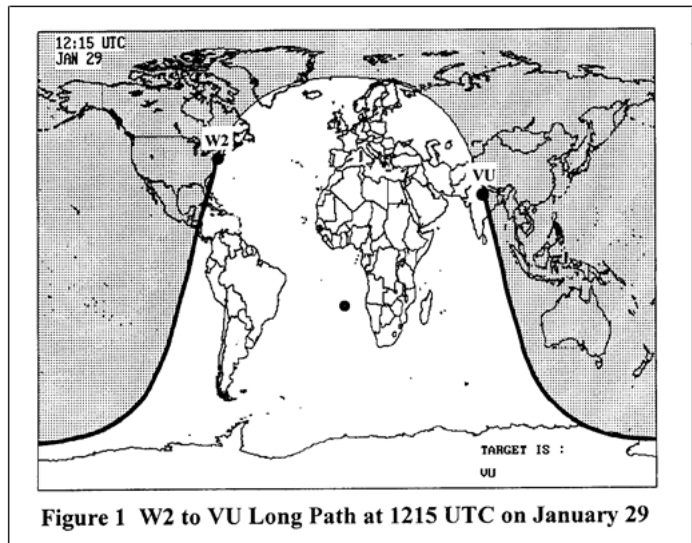 12:15 UTC
JAN 29
W2
VU
TARGET IS :
VU
Figure 1 W2 to VU Long Path at 1215 UTC on January 29